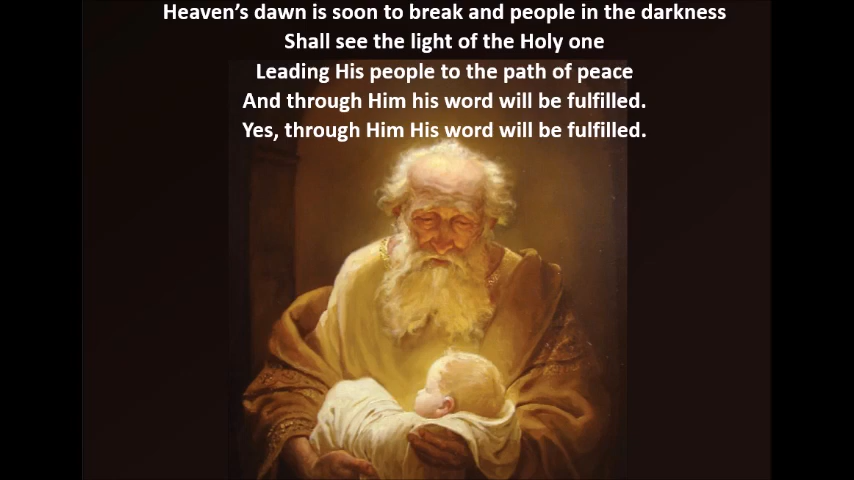 Heaven’s dawn is soon to break and people in the darkness
Shall see the light of the Holy one
Leading His people to the path of peace
And through Him his word will be fulfilled.
Yes, through Him His word will be fulfilled.